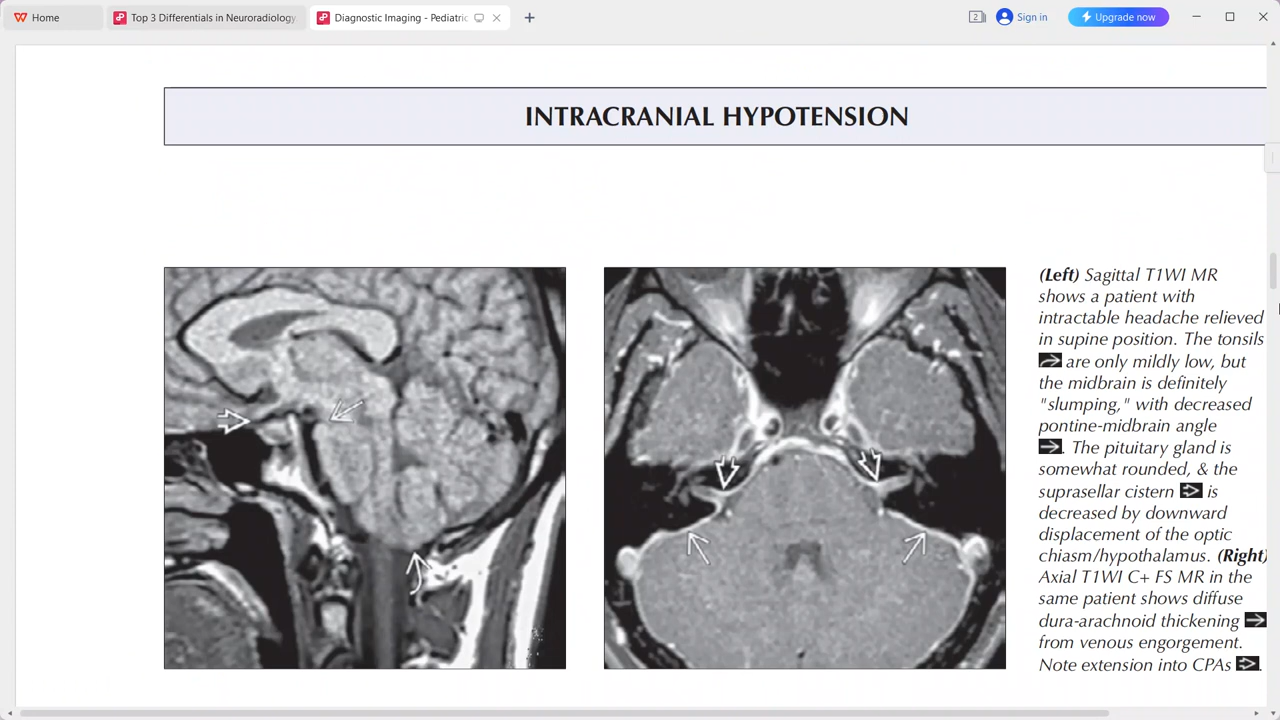 Home
Top 3 Differentials in Neuroradiology.
Diagnostic Imaging - Pediatric
2
Sign in
Upgrade now
INTRACRANIAL HYPOTENSION
(Left) Sagittal T1WI MR
shows a patient with
intractable headache relieved
in supine position. The tonsils
are only mildly low, but
the midbrain is definitely
"slumping," with decreased
pontine-midbrain angle
. The pituitary gland is
somewhat rounded, & the
suprasellar cistern is
decreased by downward
displacement of the optic
chiasm/hypothalamus. (Right)
Axial T1WI C+ FS MR in the
same patient shows diffuse
dura-arachnoid thickening
from venous engorgement.
Note extension into CPAs .